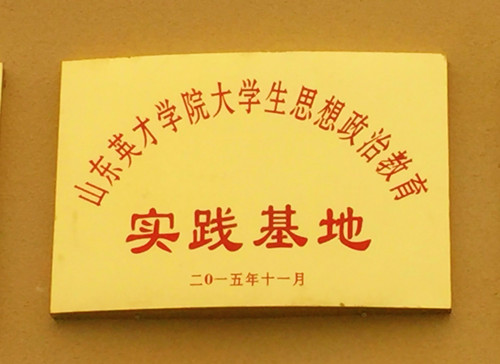 山东英才学院大学生思想政治教育
实践基地
二0一五年十一月